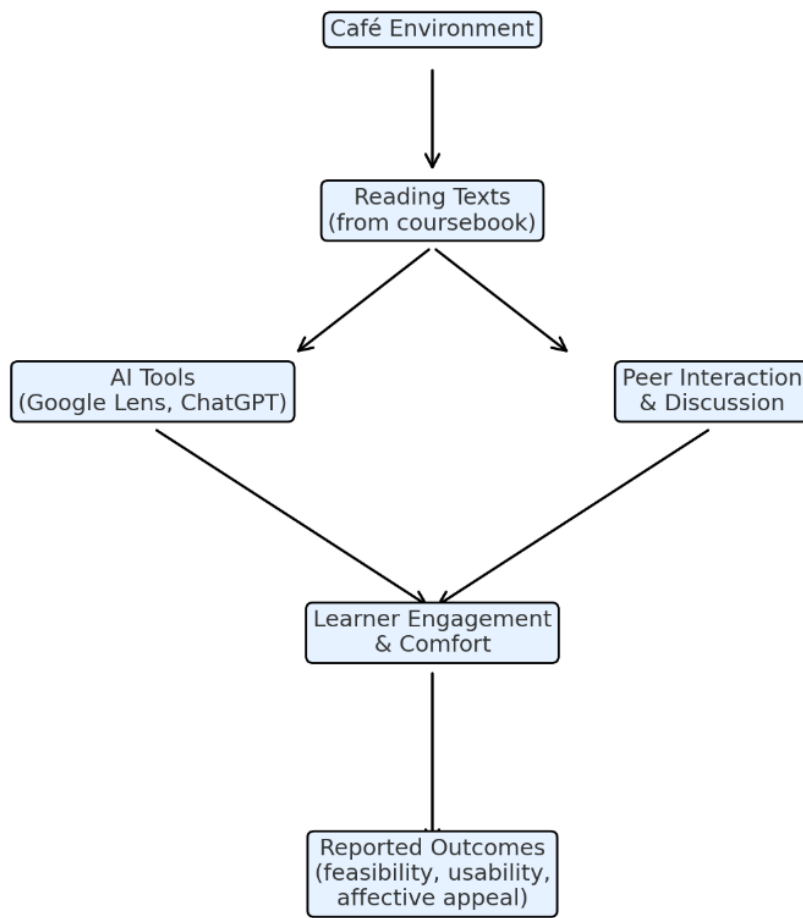 Café Environment
Reading Texts
(from coursebook)
AI Tools
(Google Lens, ChatGPT)
Peer Interaction
& Discussion
Learner Engagement
& Comfort
Reported Outcomes
(feasibility, usability,
affective appeal)